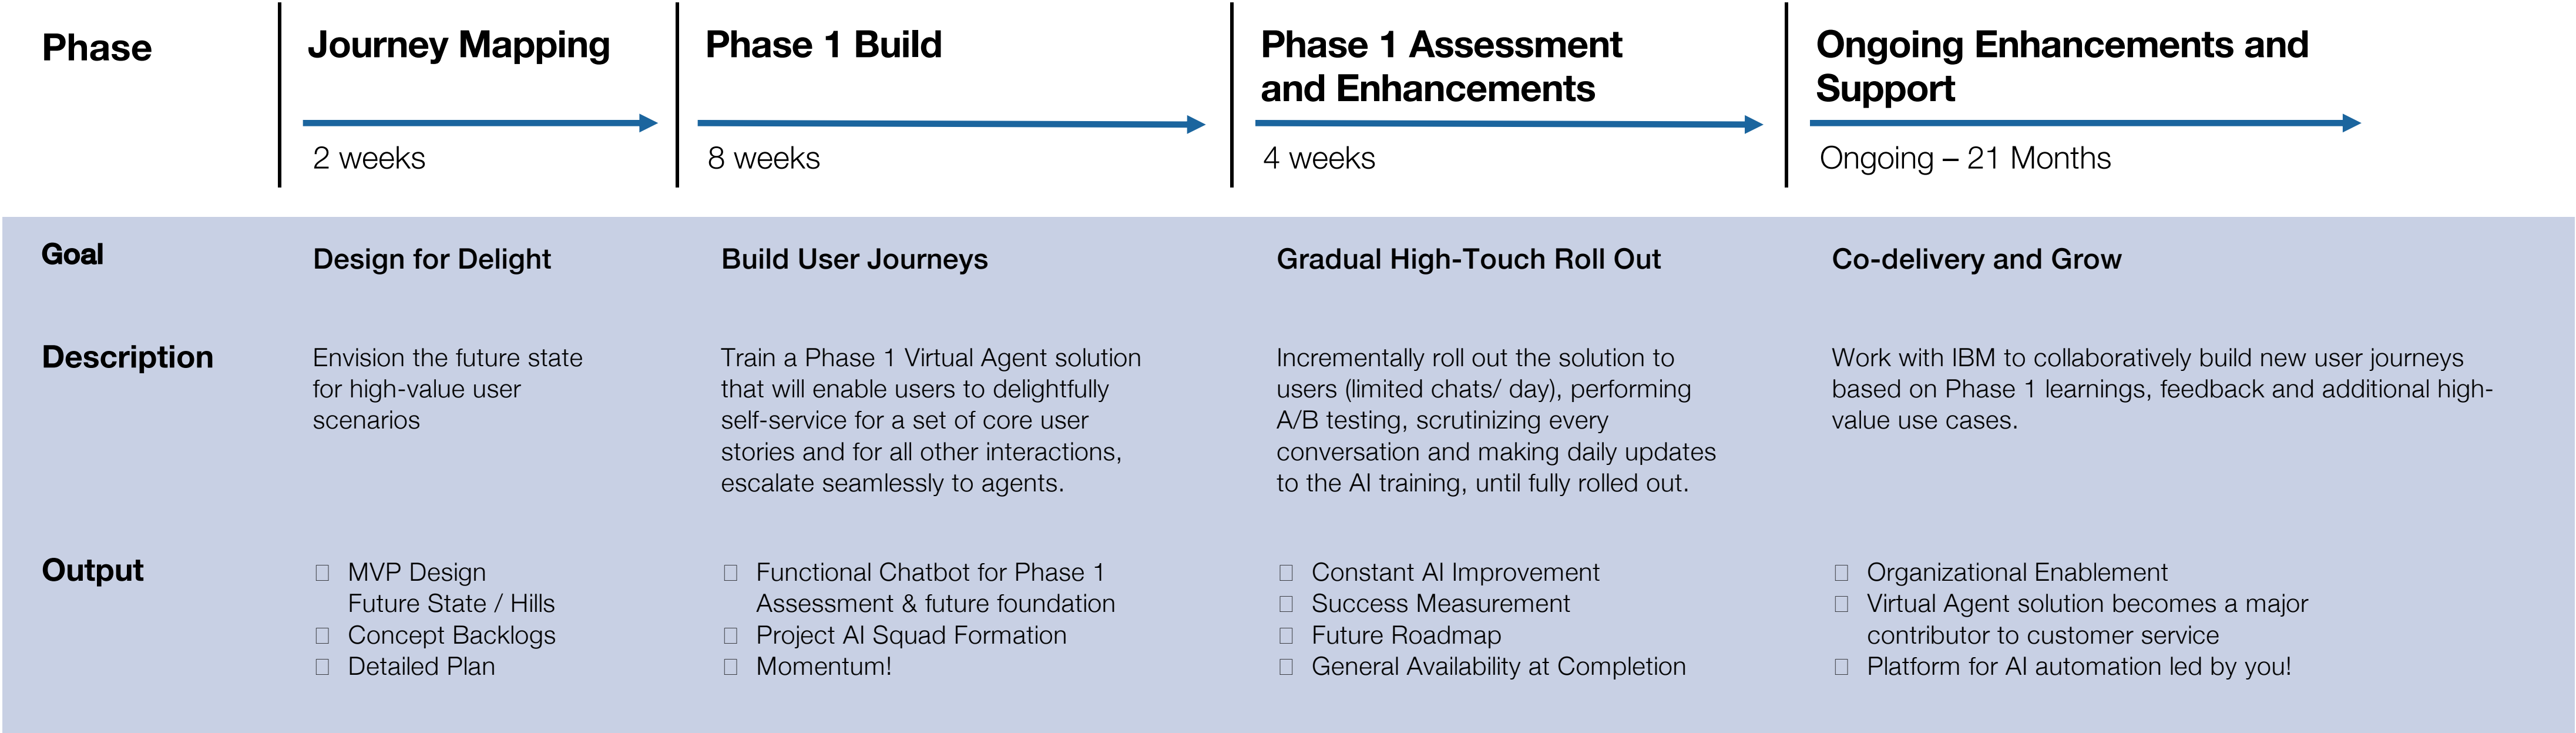 Phase
Journey Mapping
2 weeks
Phase 1 Build
8 weeks
Phase 1 Assessment
and Enhancements
4 weeks
Ongoing Enhancements and
Support
Ongoing – 21 Months
Goal
Design for Delight
Build User Journeys
Gradual High-Touch Roll Out
Co-delivery and Grow
Description
Envision the future state
for high-value user
scenarios
Train a Phase 1 Virtual Agent solution
that will enable users to delightfully
self-service for a set of core user
stories and for all other interactions,
escalate seamlessly to agents.
Incrementally roll out the solution to
users (limited chats/ day), performing
A/B testing, scrutinizing every
conversation and making daily updates
to the AI training, until fully rolled out.
Work with IBM to collaboratively build new user journeys
based on Phase 1 learnings, feedback and additional high-
value use cases.
Output
MVP Design
Future State / Hills
Concept Backlogs
Detailed Plan
Functional Chatbot for Phase 1
Assessment & future foundation
Project AI Squad Formation
Momentum!
Constant AI Improvement
Success Measurement
Future Roadmap
General Availability at Completion
Organizational Enablement
Virtual Agent solution becomes a major
contributor to customer service
Platform for AI automation led by you!